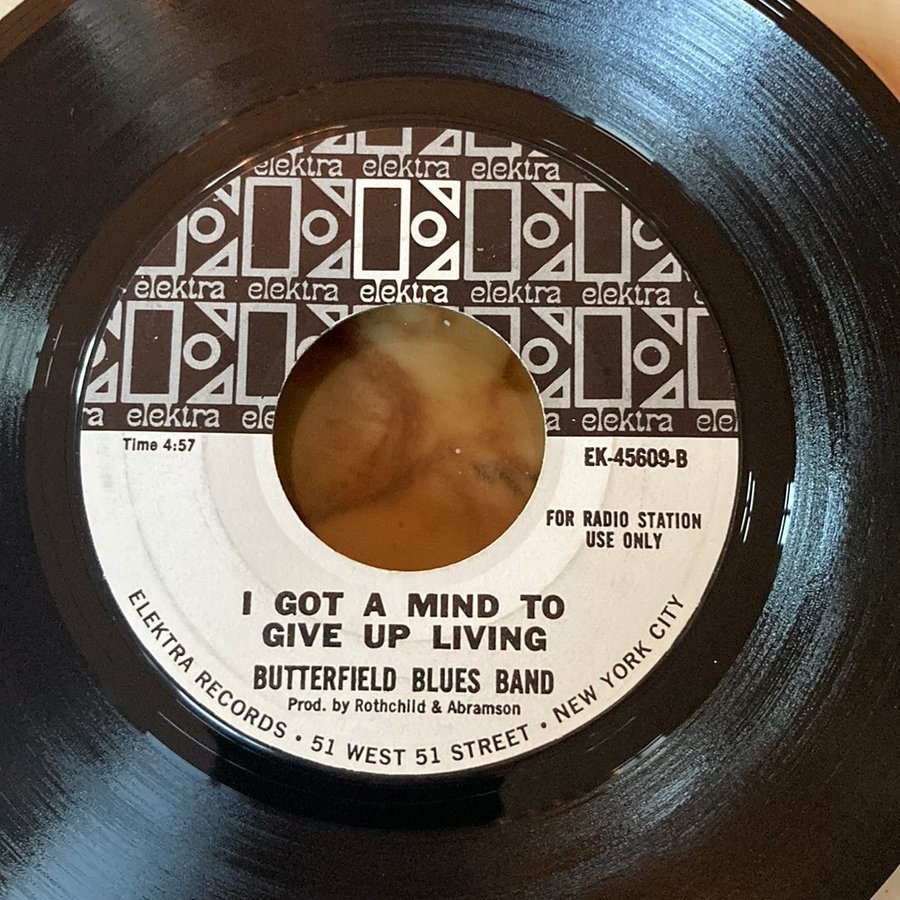 elektra elektra elektra
elektra elektra elektra elektra elektra
elektra elektra elektra
Time 4:57
EK-45609-B
FOR RADIO STATION
USE ONLY
I GOT A MIND TO
GIVE UP LIVING
BUTTERFIELD BLUES BAND
Prod. by Rothchild & Abramson
ELEKTRA RECORDS • 51 WEST 51 STREET • NEW YORK CITY